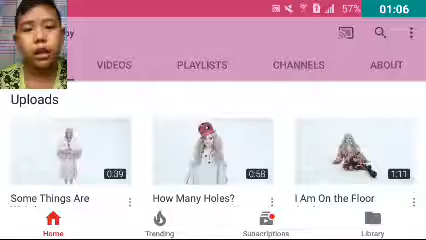 57% 01:06
by
VIDEOS PLAYLISTS CHANNELS ABOUT
Uploads
0:39 0:58 1:11
Some Things Are How Many Holes? I Am On the Floor
Home Trending Subscriptions Library